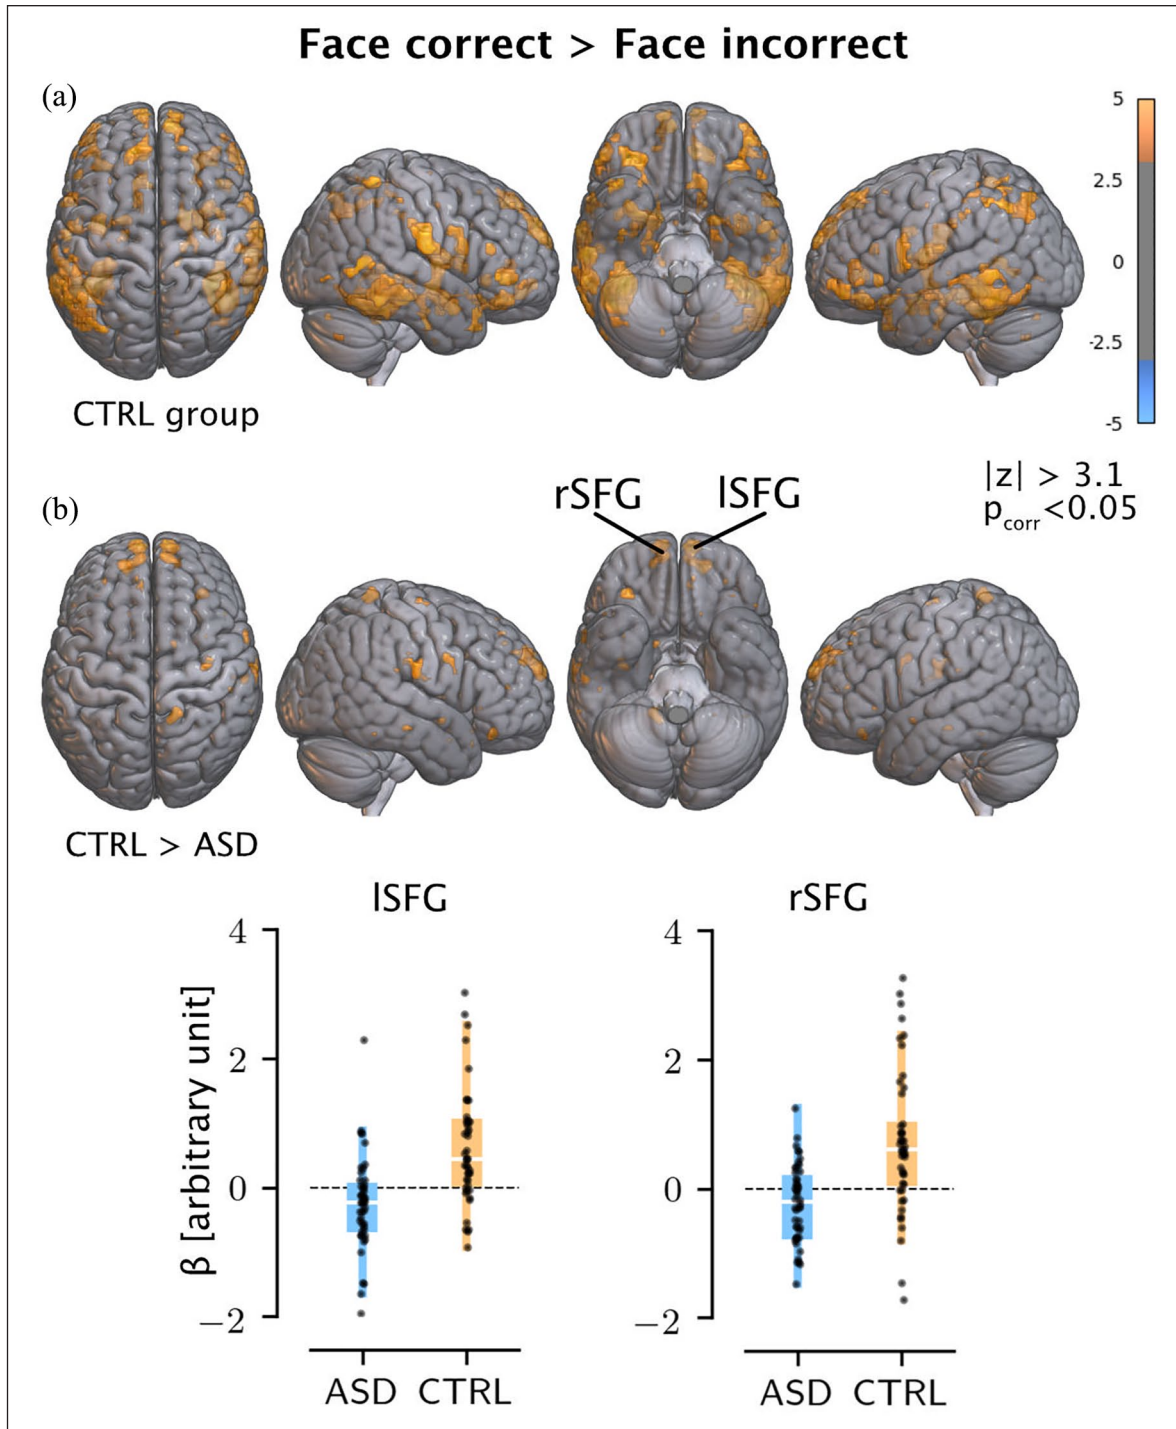 Face correct > Face incorrect
(a)
5
2.5
0
-2.5
-5
CTRL group
|z| > 3.1
p_corr<0.05
(b)
rSFG lSFG
CTRL > ASD
lSFG
β [arbitrary unit]
4
2
0
−2
ASD CTRL
rSFG
4
2
0
−2
ASD CTRL